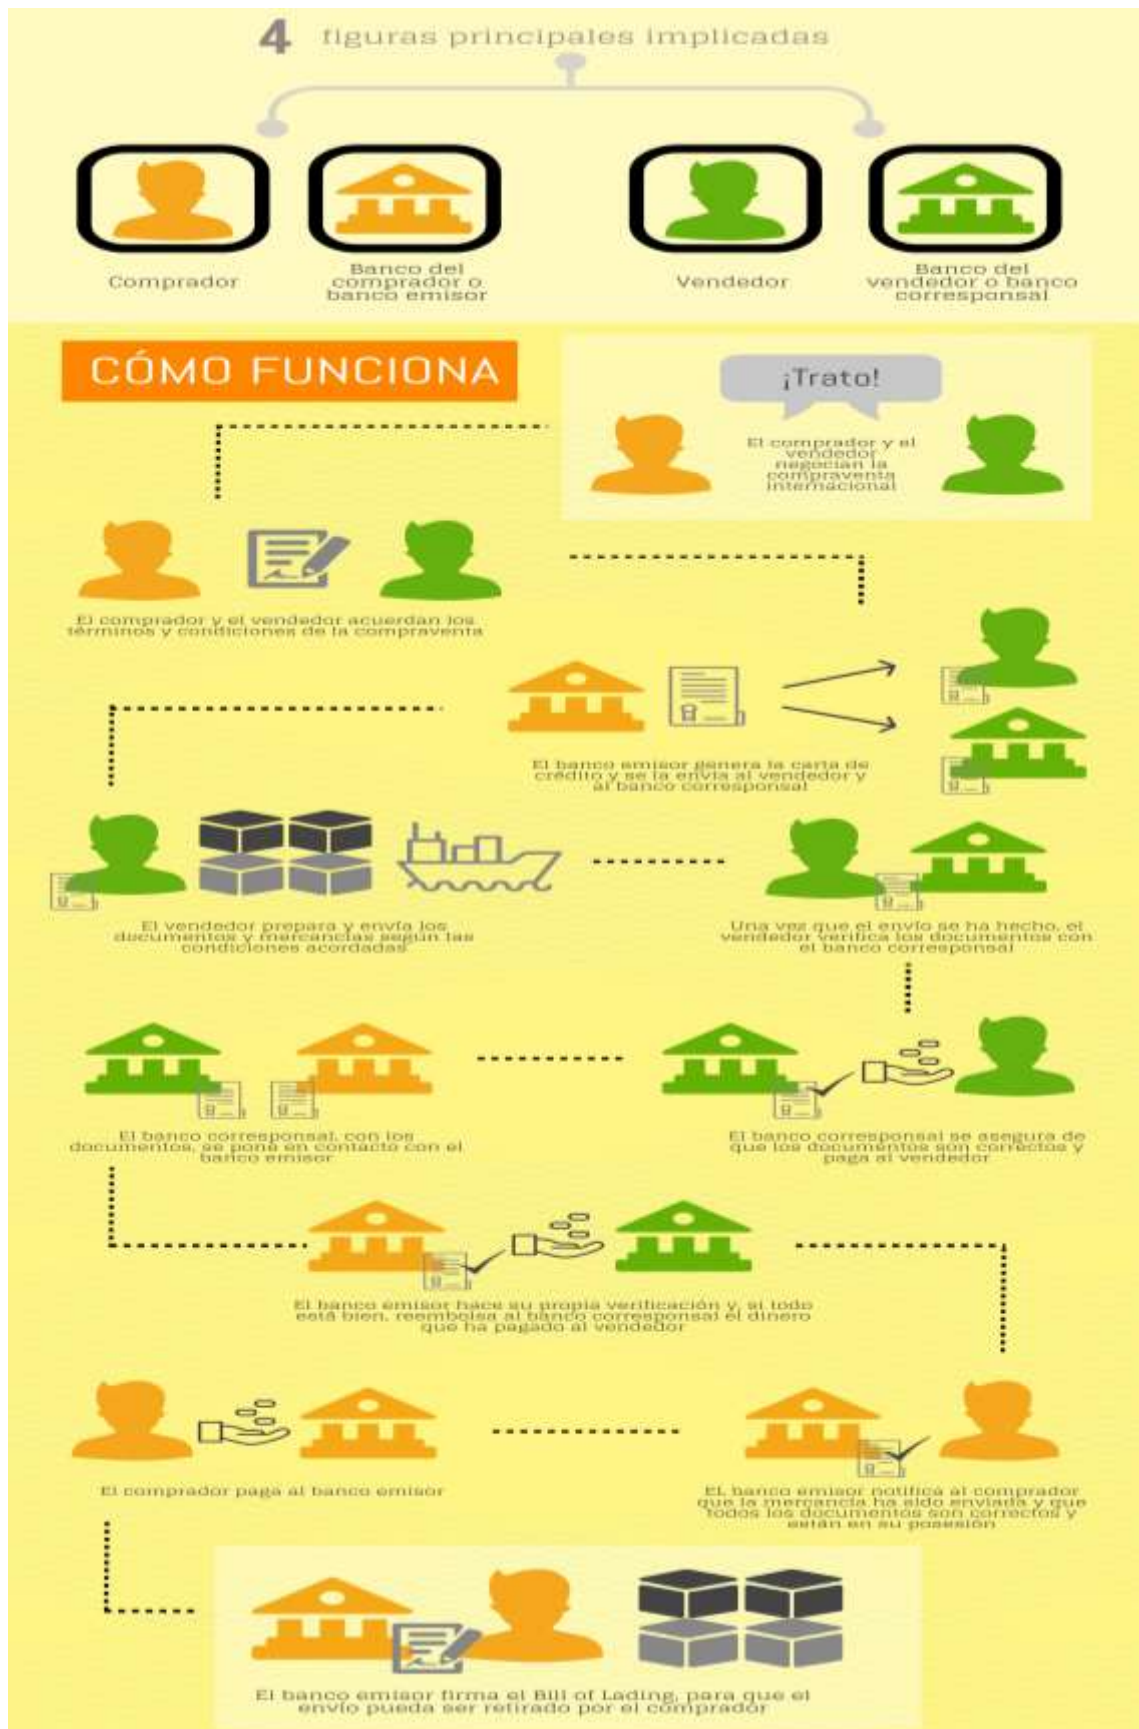 4 figuras principales implicadas
Comprador
Banco del
comprador o
banco emisor
Vendedor
Banco del
vendedor o banco
corresponsal
CÓMO FUNCIONA
¡Trato!
El comprador y el
vendedor
negocian la
compraventa
internacional
El comprador y el vendedor acuerdan los
términos y condiciones de la compraventa
El banco emisor genera la carta de
crédito y se la envía al vendedor y
al banco corresponsal
El vendedor prepara y envía los
documentos y mercancías según las
condiciones acordadas
Una vez que el envío se ha hecho, el
vendedor verifica los documentos con
el banco corresponsal
El banco corresponsal, con los
documentos, se pone en contacto con el
banco emisor
El banco corresponsal se asegura de
que los documentos son correctos y
paga al vendedor
El banco emisor hace su propia verificación y, si todo
está bien, reembolsa al banco corresponsal el dinero
que ha pagado al vendedor
El comprador paga al banco emisor
EL banco emisor notifica al comprador
que la mercancía ha sido enviada y que
todos los documentos son correctos y
están en su posesión
El banco emisor firma el Bill of Lading, para que el
envío pueda ser retirado por el comprador